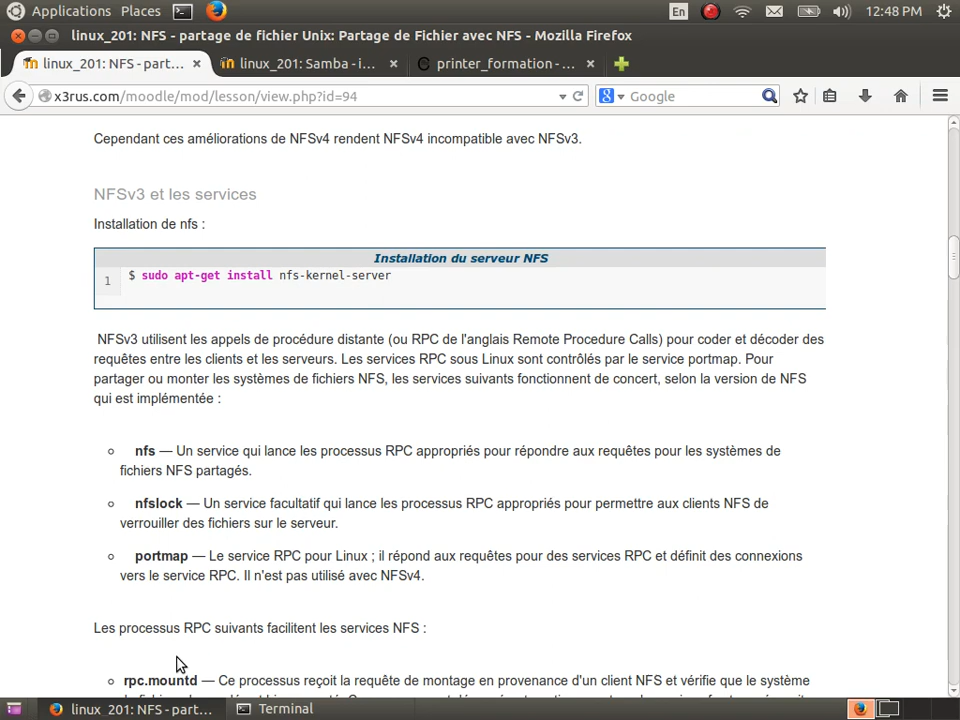 Applications Places En 12:48 PM
linux_201: NFS - partage de fichier Unix: Partage de Fichier avec NFS - Mozilla Firefox
linux_201: NFS - part... linux_201: Samba - i... printer_formation - ...
x3rus.com/moodle/mod/lesson/view.php?id=94 Google
Cependant ces améliorations de NFSv4 rendent NFSv4 incompatible avec NFSv3.
NFSv3 et les services
Installation de nfs :
Installation du serveur NFS
1 $ sudo apt-get install nfs-kernel-server
NFSv3 utilisent les appels de procédure distante (ou RPC de l'anglais Remote Procedure Calls) pour coder et décoder des
requêtes entre les clients et les serveurs. Les services RPC sous Linux sont contrôlés par le service portmap. Pour
partager ou monter les systèmes de fichiers NFS, les services suivants fonctionnent de concert, selon la version de NFS
qui est implémentée :
nfs — Un service qui lance les processus RPC appropriés pour répondre aux requêtes pour les systèmes de
fichiers NFS partagés.
nfslock — Un service facultatif qui lance les processus RPC appropriés pour permettre aux clients NFS de
verrouiller des fichiers sur le serveur.
portmap — Le service RPC pour Linux ; il répond aux requêtes pour des services RPC et définit des connexions
vers le service RPC. Il n'est pas utilisé avec NFSv4.
Les processus RPC suivants facilitent les services NFS :
rpc.mountd — Ce processus reçoit la requête de montage en provenance d'un client NFS et vérifie que le système
linux_201: NFS - part... Terminal